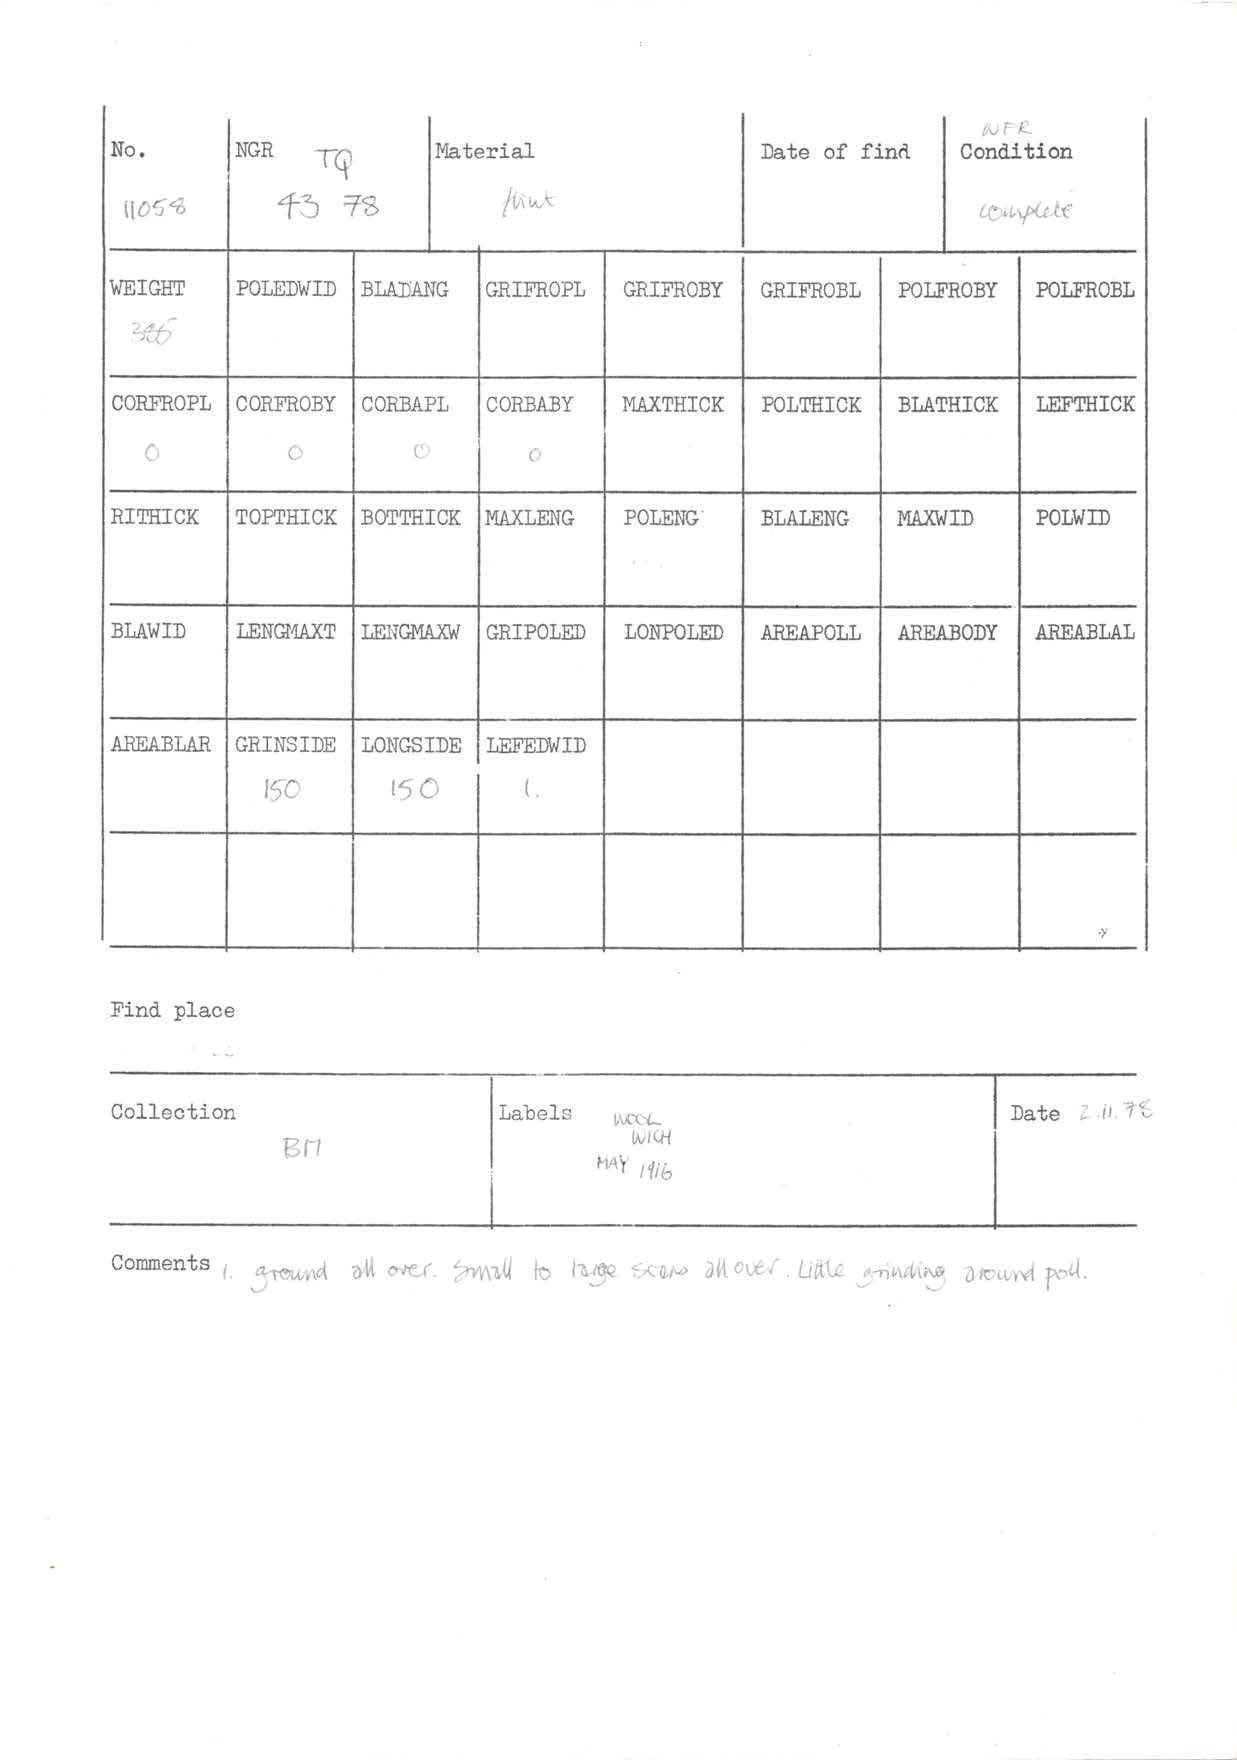 WFR
No. NGR TQ Material Date of find Condition
11058 43 78 flint complete
WEIGHT POLEDWID BLADANG GRIFROPL GRIFROBY GRIFROBL POLFROBY POLFROBL
CORFROPL CORFROBY CORBAPL CORBABY MAXTHICK POLTHICK BLATHICK LEFTHICK
0 0 0 0
RITHICK TOPTHICK BOTTHICK MAXLENG POLENG BLALENG MAXWID POLWID
BLAWID LENGMAXT LENGMAXW GRIPOLED LONPOLED AREAPOLL AREABODY AREABLAL
AREABLAR GRINSIDE LONGSIDE LEFEDWID
150 150 1.
Find place
Collection Labels WOOL Date 2.11.78
BM WICH
MAY 1916
Comments 1. ground all over. Small to large scars all over. Little grinding around poll.